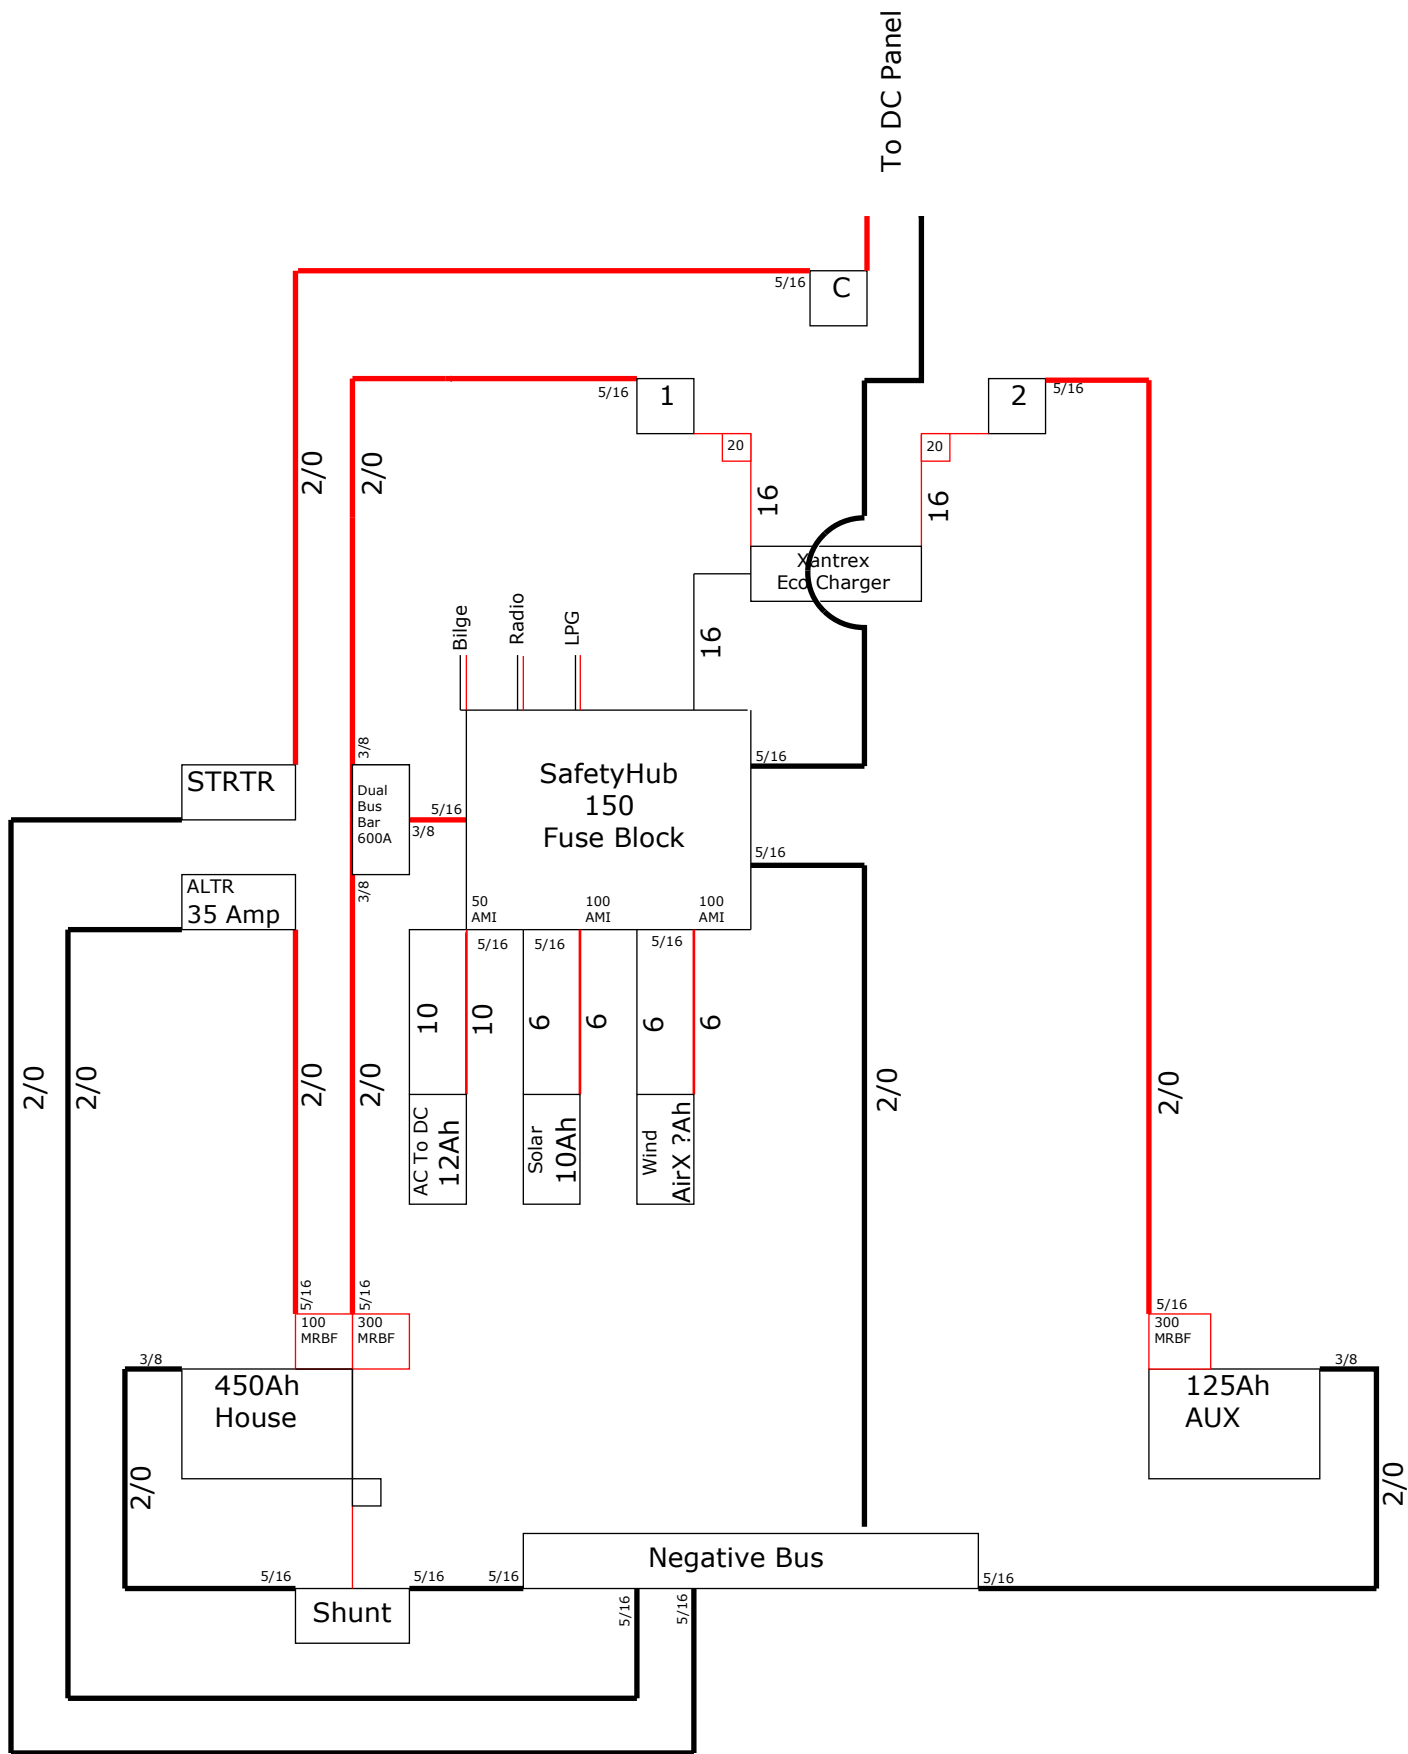 To DC Panel
5/16
C
5/16
1
2
5/16
20
20
2/0
2/0
16
16
Xantrex
Eco Charger
Bilge
Radio
LPG
16
3/8
5/16
STRTR
Dual
Bus
Bar
600A
5/16
3/8
SafetyHub
150
Fuse Block
5/16
ALTR
35 Amp
3/8
50
AMI
100
AMI
100
AMI
5/16
5/16
5/16
10
10
6
6
6
6
2/0
2/0
2/0
2/0
2/0
2/0
AC To DC
12Ah
Solar
10Ah
Wind
AirX ?Ah
5/16
5/16
5/16
100
MRBF
300
MRBF
300
MRBF
3/8
3/8
450Ah
House
125Ah
AUX
2/0
2/0
Negative Bus
5/16
5/16
5/16
5/16
Shunt
5/16
5/16